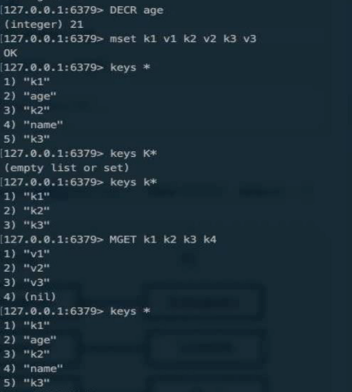 [127.0.0.1:6379> DECR age
(integer) 21
[127.0.0.1:6379> mset k1 v1 k2 v2 k3 v3
OK
[127.0.0.1:6379> keys *
1) "k1"
2) "age"
3) "k2"
4) "name"
5) "k3"
[127.0.0.1:6379> keys K*
(empty list or set)
[127.0.0.1:6379> keys k*
1) "k1"
2) "k2"
3) "k3"
[127.0.0.1:6379> MGET k1 k2 k3 k4
1) "v1"
2) "v2"
3) "v3"
4) (nil)
[127.0.0.1:6379> keys *
1) "k1"
2) "age"
3) "k2"
4) "name"
5) "k3"